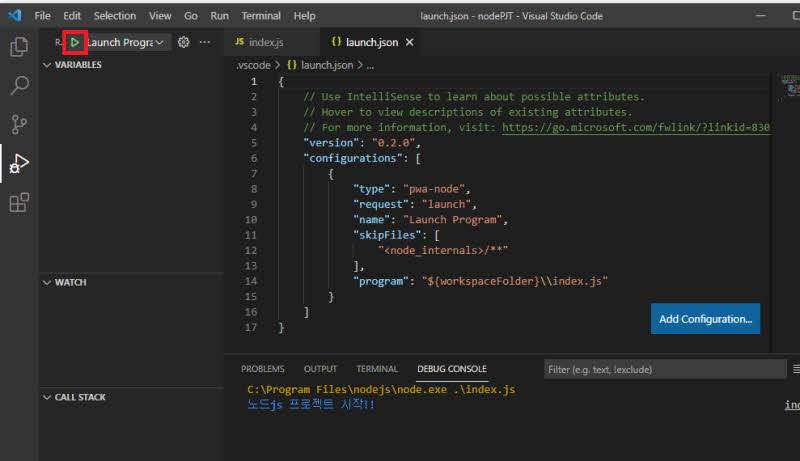 File Edit Selection View Go Run Terminal Help launch.json - nodePJT - Visual Studio Code
R... Launch Progra
JS index.js {} launch.json
VARIABLES
.vscode > {} launch.json > ...
1 {
2 // Use IntelliSense to learn about possible attributes.
3 // Hover to view descriptions of existing attributes.
4 // For more information, visit: https://go.microsoft.com/fwlink/?linkid=830
5 "version": "0.2.0",
6 "configurations": [
7 {
8 "type": "pwa-node",
9 "request": "launch",
10 "name": "Launch Program",
11 "skipFiles": [
12 "<node_internals>/**"
13 ],
14 "program": "${workspaceFolder}\\index.js"
15 }
16 ]
17 }
WATCH
Add Configuration...
PROBLEMS OUTPUT TERMINAL DEBUG CONSOLE Filter (e.g. text, !exclude)
C:\Program Files\nodejs\node.exe .\index.js
CALL STACK
노드js 프로젝트 시작!!